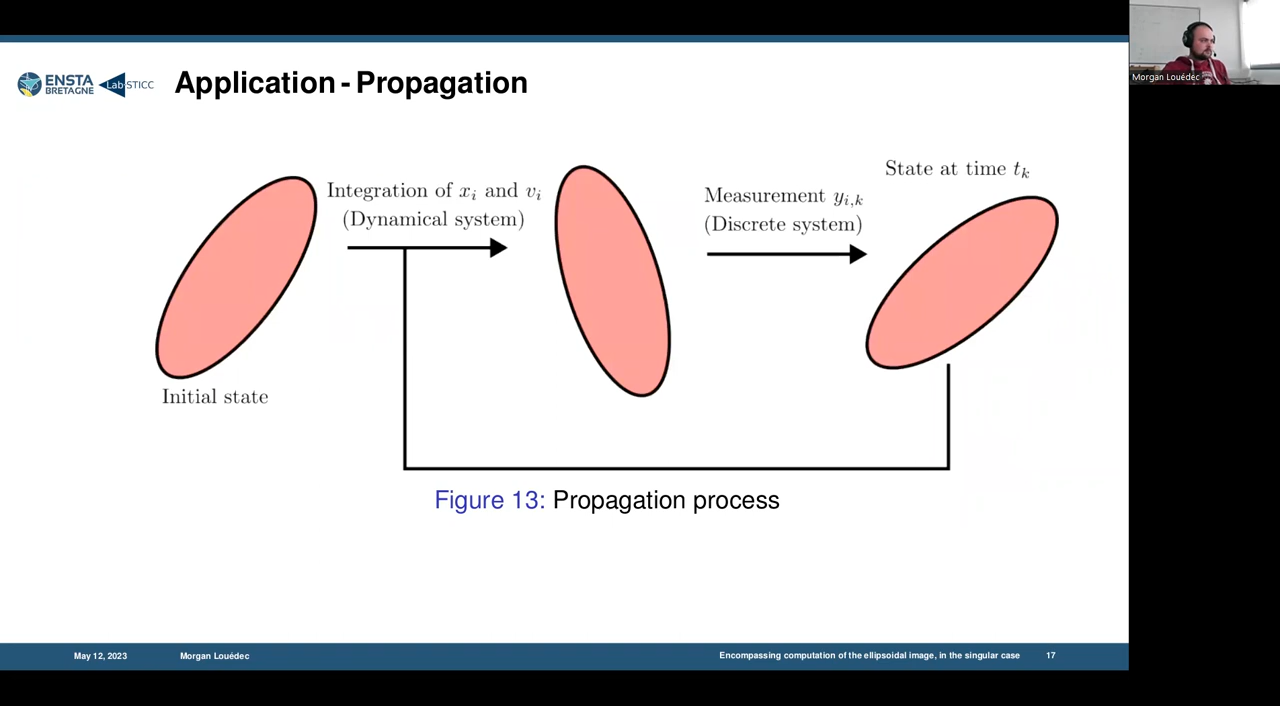 ENSTA
BRETAGNE
Lab-STICC
Application - Propagation
Morgan Louédec
State at time t_k
Integration of x_i and v_i
(Dynamical system)
Measurement y_{i,k}
(Discrete system)
Initial state
Figure 13: Propagation process
May 12, 2023
Morgan Louédec
Encompassing computation of the ellipsoidal image, in the singular case
17